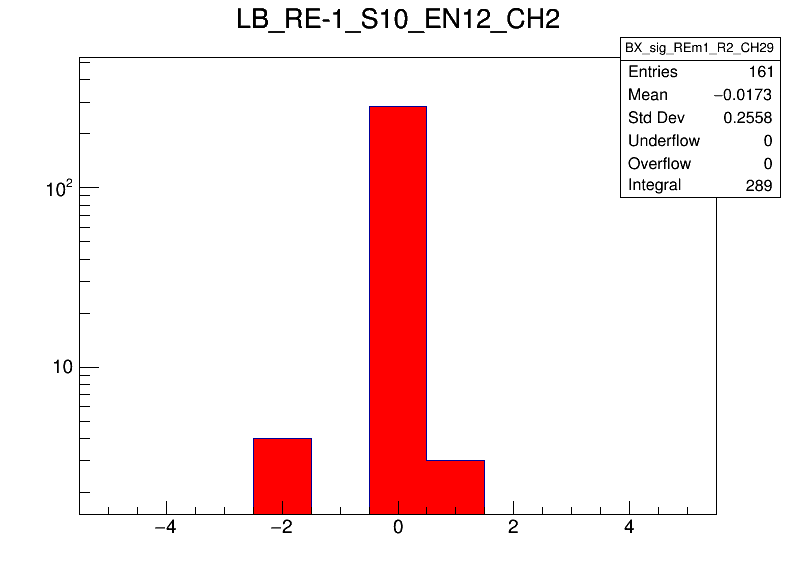 LB_RE-1_S10_EN12_CH2
BX_sig_REm1_R2_CH29
Entries 161
Mean −0.0173
Std Dev 0.2558
Underflow 0
Overflow 0
Integral 289
10²
10
−4 −2 0 2 4